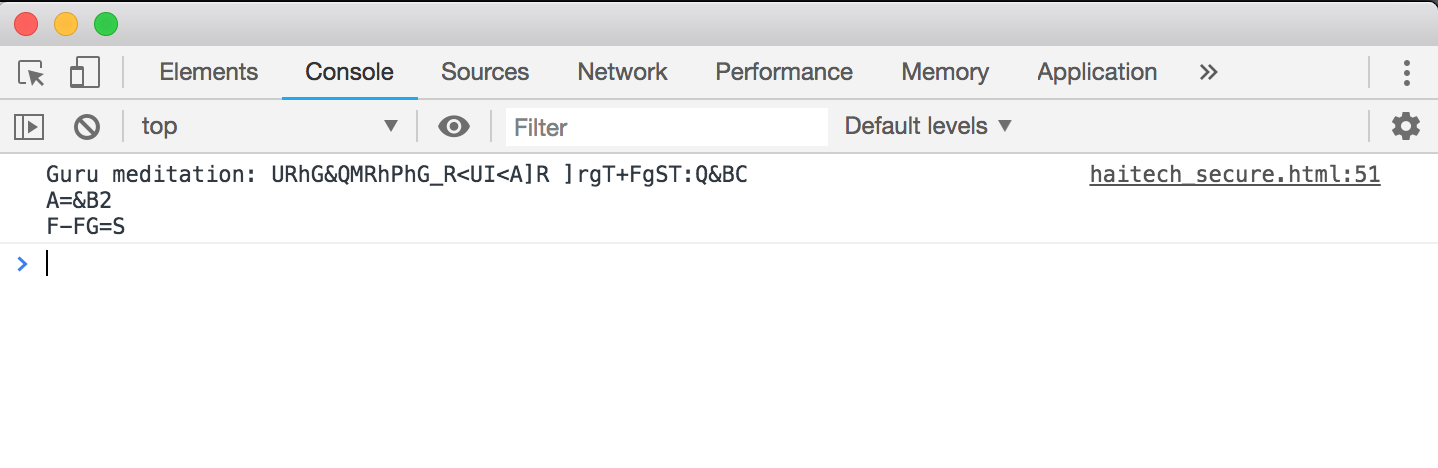 Elements Console Sources Network Performance Memory Application »
top Filter Default levels
Guru meditation: URhG&QMRhPhG_R<UI<A]R ]rgT+FgST:Q&BC haitech_secure.html:51
A=&B2
F-FG=S
>